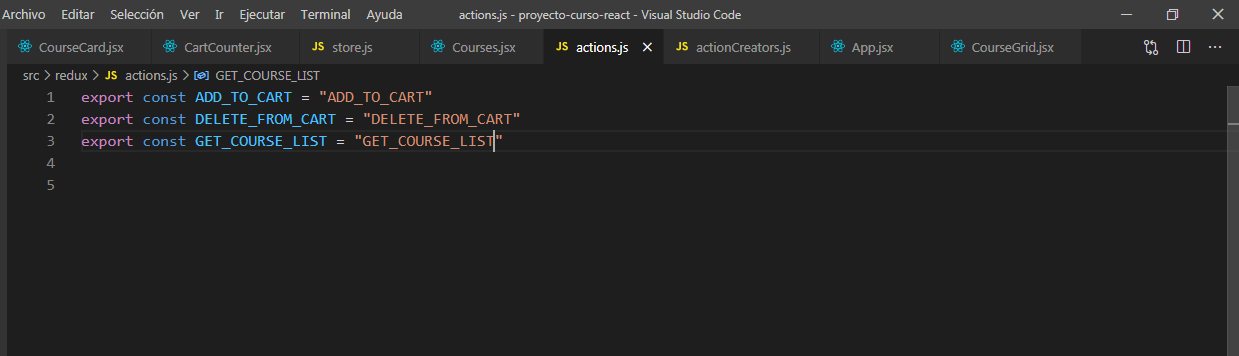 Archivo Editar Selección Ver Ir Ejecutar Terminal Ayuda actions.js - proyecto-curso-react - Visual Studio Code
CourseCard.jsx CartCounter.jsx JS store.js Courses.jsx JS actions.js JS actionCreators.js App.jsx CourseGrid.jsx
src > redux > JS actions.js > GET_COURSE_LIST
1 export const ADD_TO_CART = "ADD_TO_CART"
2 export const DELETE_FROM_CART = "DELETE_FROM_CART"
3 export const GET_COURSE_LIST = "GET_COURSE_LIST"
4
5